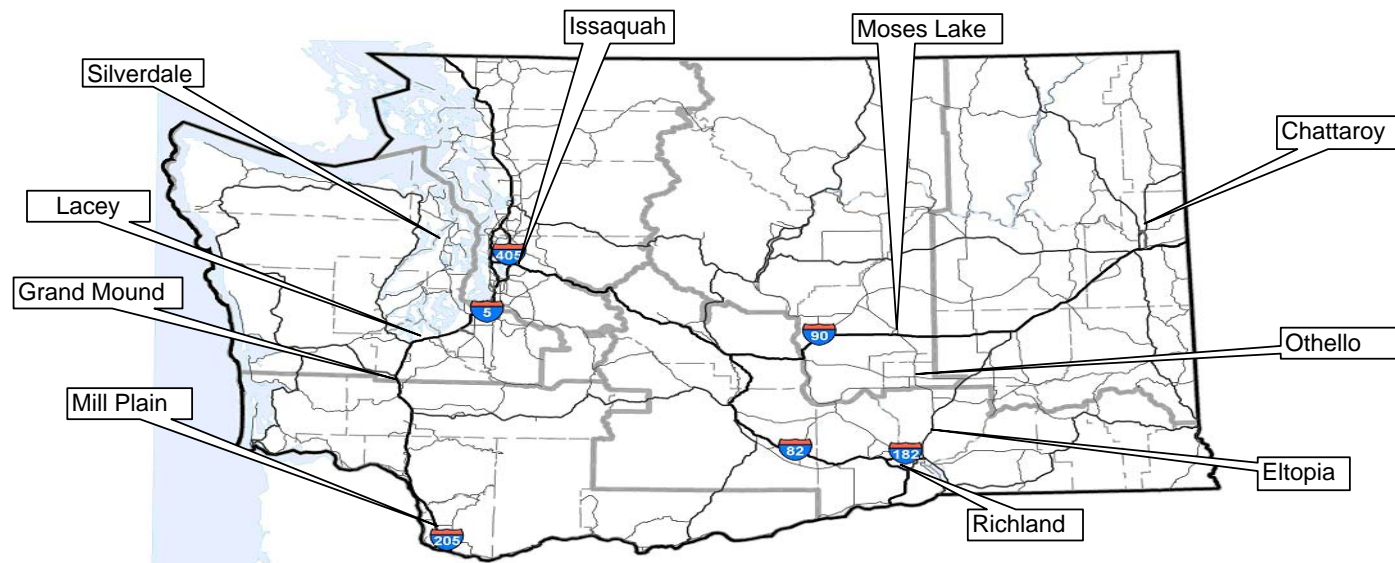 Issaquah
Moses Lake
Silverdale
Chattaroy
Lacey
405
Grand Mound
5
90
Othello
Mill Plain
82
182
Eltopia
Richland
205